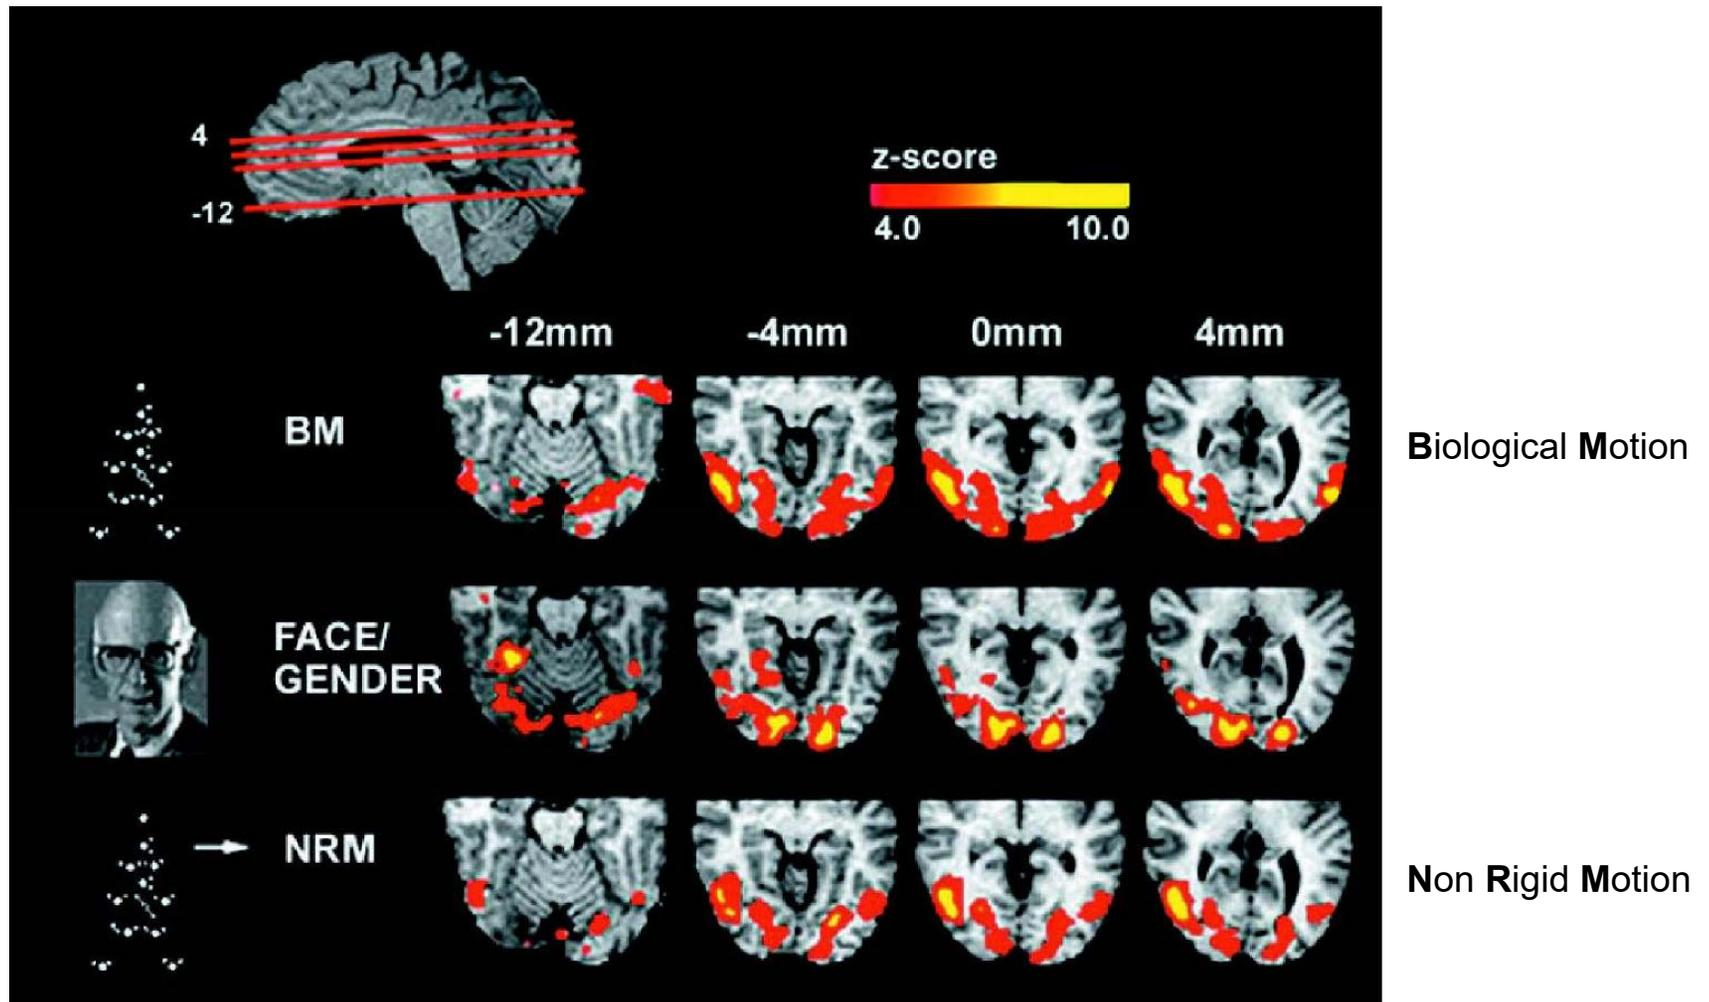 4
-12
z-score
4.0 10.0
-12mm -4mm 0mm 4mm
BM
Biological Motion
FACE/
GENDER
NRM
Non Rigid Motion